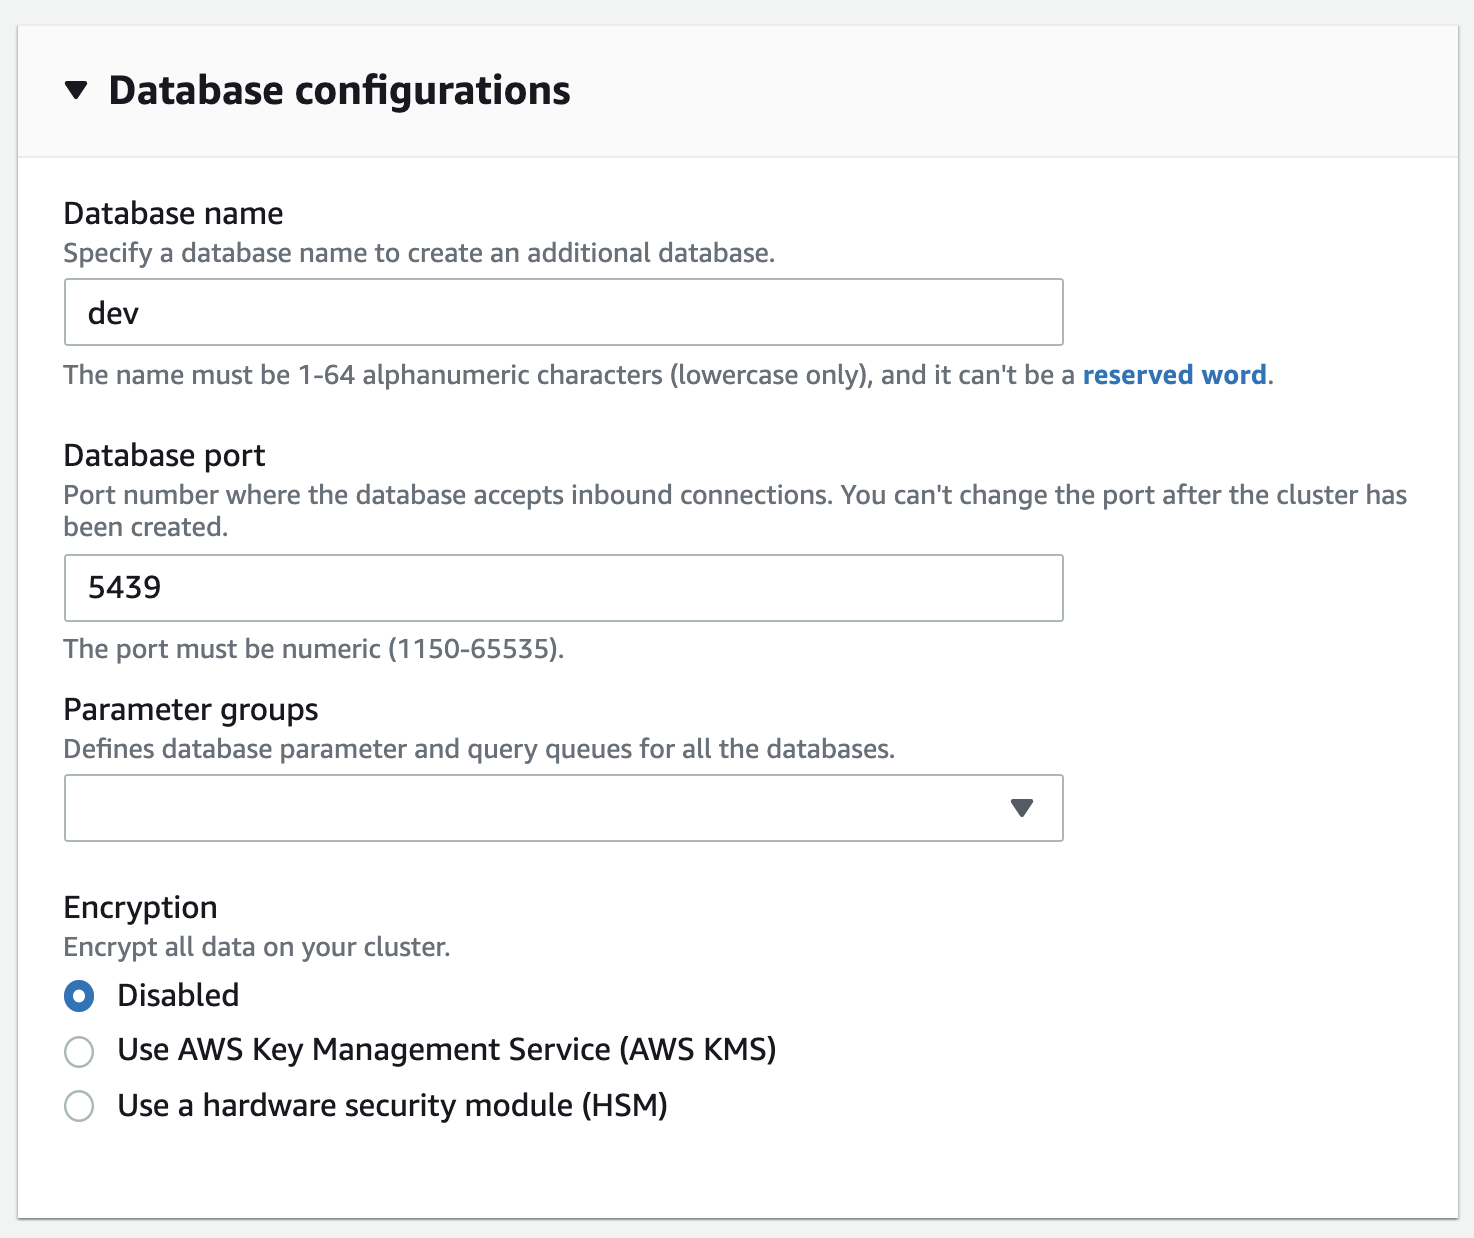 Database configurations
Database name
Specify a database name to create an additional database.
dev
The name must be 1-64 alphanumeric characters (lowercase only), and it can't be a reserved word.
Database port
Port number where the database accepts inbound connections. You can't change the port after the cluster has
been created.
5439
The port must be numeric (1150-65535).
Parameter groups
Defines database parameter and query queues for all the databases.
Encryption
Encrypt all data on your cluster.
Disabled
Use AWS Key Management Service (AWS KMS)
Use a hardware security module (HSM)